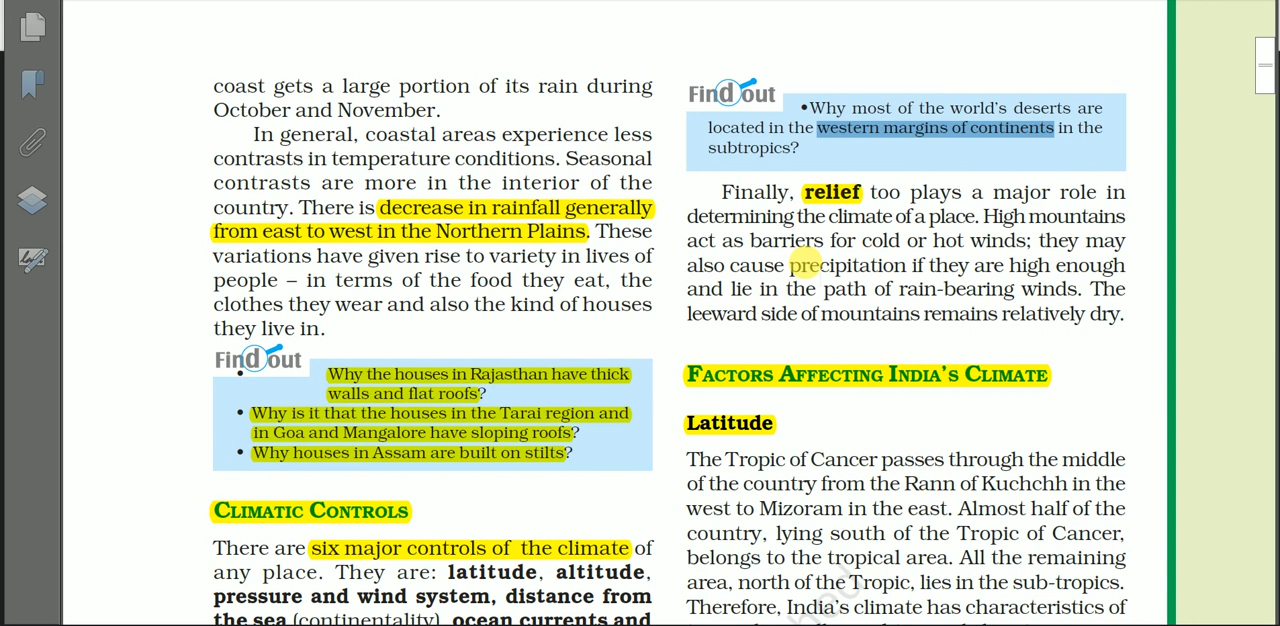 coast gets a large portion of its rain during
October and November.
In general, coastal areas experience less
contrasts in temperature conditions. Seasonal
contrasts are more in the interior of the
country. There is decrease in rainfall generally
from east to west in the Northern Plains. These
variations have given rise to variety in lives of
people – in terms of the food they eat, the
clothes they wear and also the kind of houses
they live in.
Find out
• Why the houses in Rajasthan have thick
walls and flat roofs?
• Why is it that the houses in the Tarai region and
in Goa and Mangalore have sloping roofs?
• Why houses in Assam are built on stilts?
CLIMATIC CONTROLS
There are six major controls of the climate of
any place. They are: latitude, altitude,
pressure and wind system, distance from
the sea (continentality), ocean currents and
Find out
•Why most of the world's deserts are
located in the western margins of continents in the
subtropics?
Finally, relief too plays a major role in
determining the climate of a place. High mountains
act as barriers for cold or hot winds; they may
also cause precipitation if they are high enough
and lie in the path of rain-bearing winds. The
leeward side of mountains remains relatively dry.
FACTORS AFFECTING INDIA'S CLIMATE
Latitude
The Tropic of Cancer passes through the middle
of the country from the Rann of Kuchchh in the
west to Mizoram in the east. Almost half of the
country, lying south of the Tropic of Cancer,
belongs to the tropical area. All the remaining
area, north of the Tropic, lies in the sub-tropics.
Therefore, India's climate has characteristics of